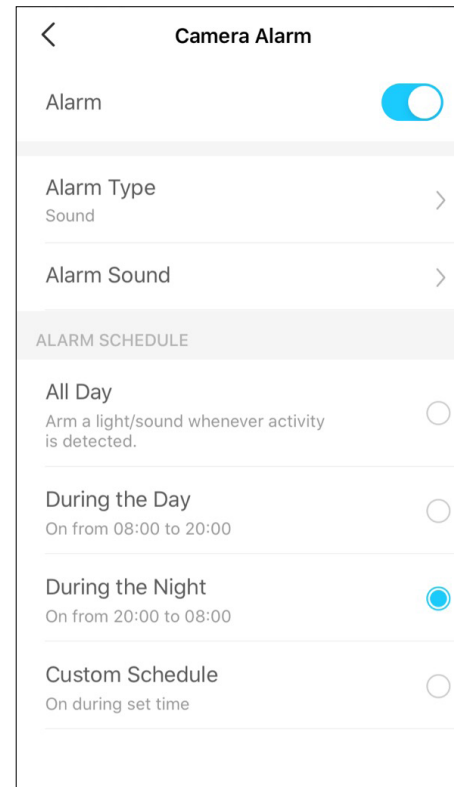 Camera Alarm
Alarm
Alarm Type
Sound
Alarm Sound
ALARM SCHEDULE
All Day
Arm a light/sound whenever activity
is detected.
During the Day
On from 08:00 to 20:00
During the Night
On from 20:00 to 08:00
Custom Schedule
On during set time